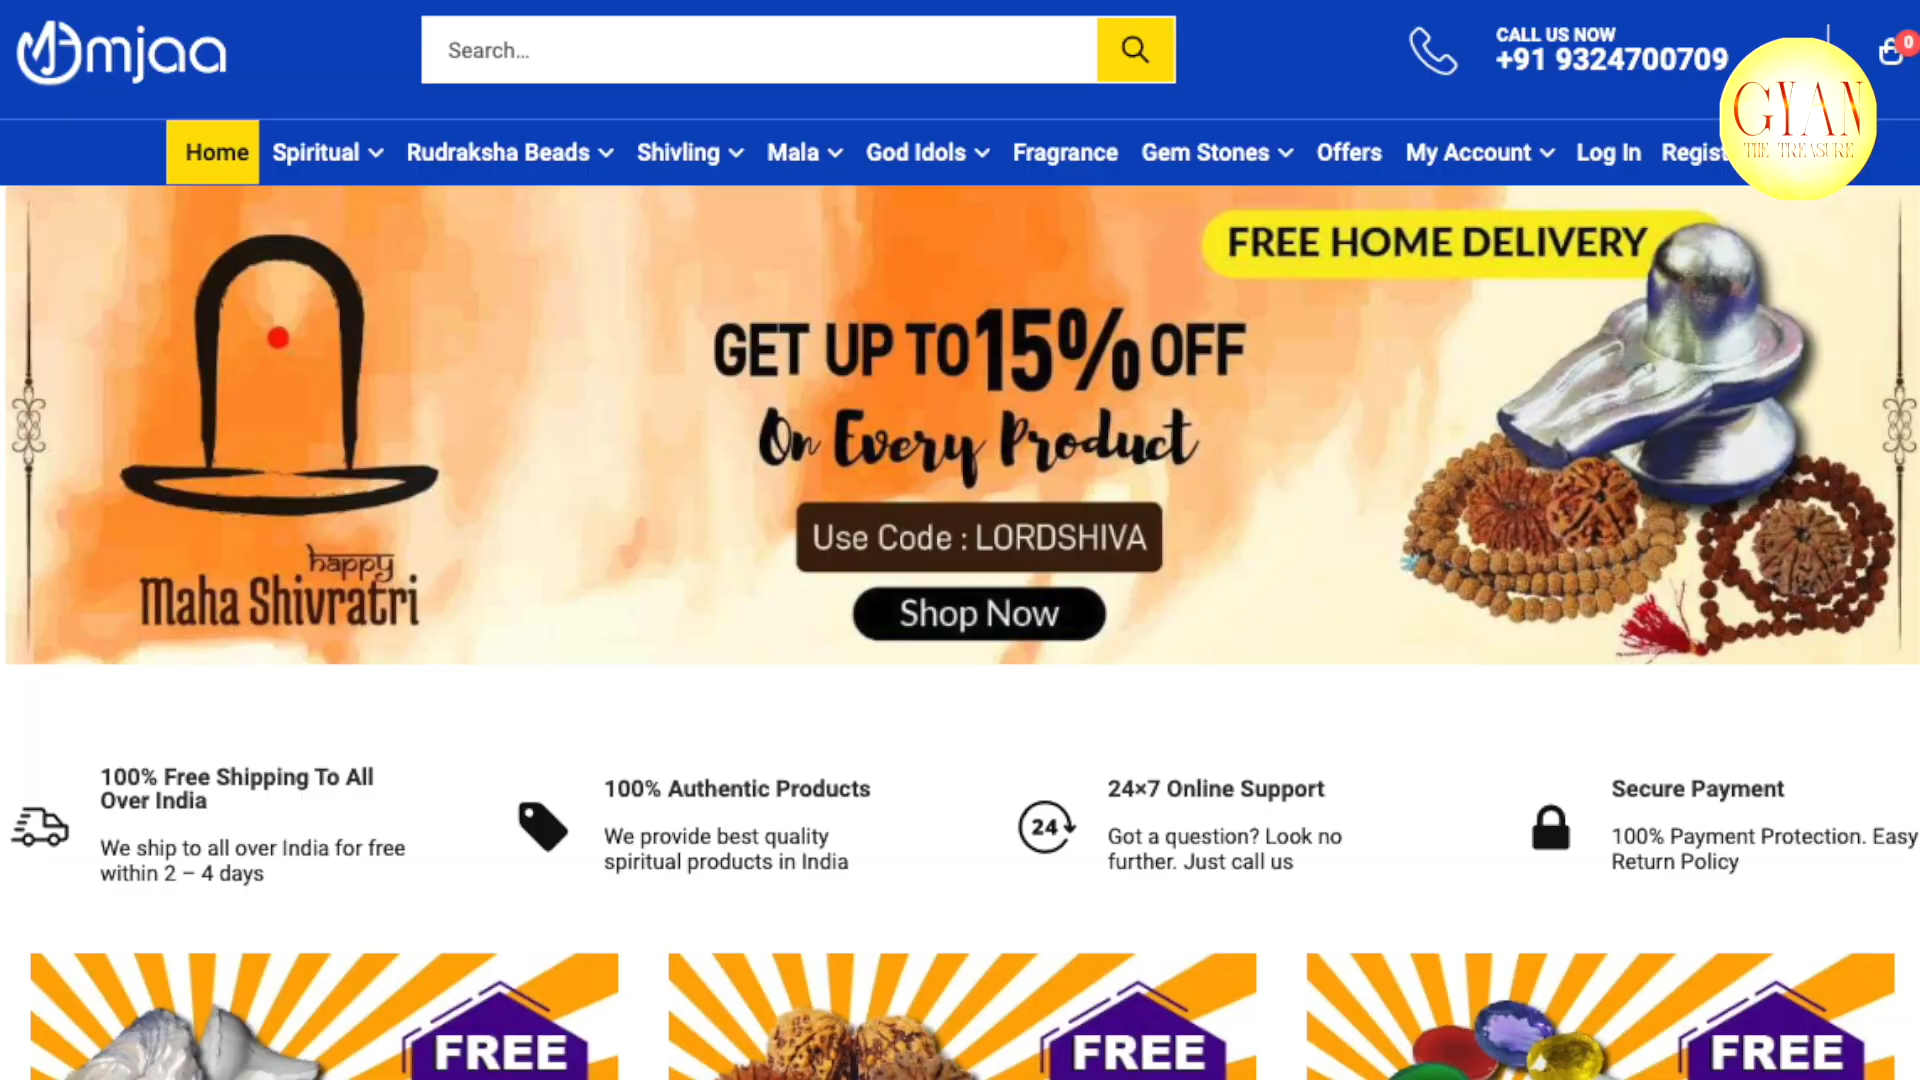 Omjaa
Search...
CALL US NOW
+91 9324700709
0
GYAN
THE TREASURE
Home Spiritual Rudraksha Beads Shivling Mala God Idols Fragrance Gem Stones Offers My Account Log In Regist
FREE HOME DELIVERY
GET UP TO 15% OFF
On Every Product
Use Code : LORDSHIVA
Shop Now
happy
Maha Shivratri
100% Free Shipping To All
Over India
We ship to all over India for free
within 2 – 4 days
100% Authentic Products
We provide best quality
spiritual products in India
24
24×7 Online Support
Got a question? Look no
further. Just call us
Secure Payment
100% Payment Protection. Easy
Return Policy
FREE
FREE
FREE